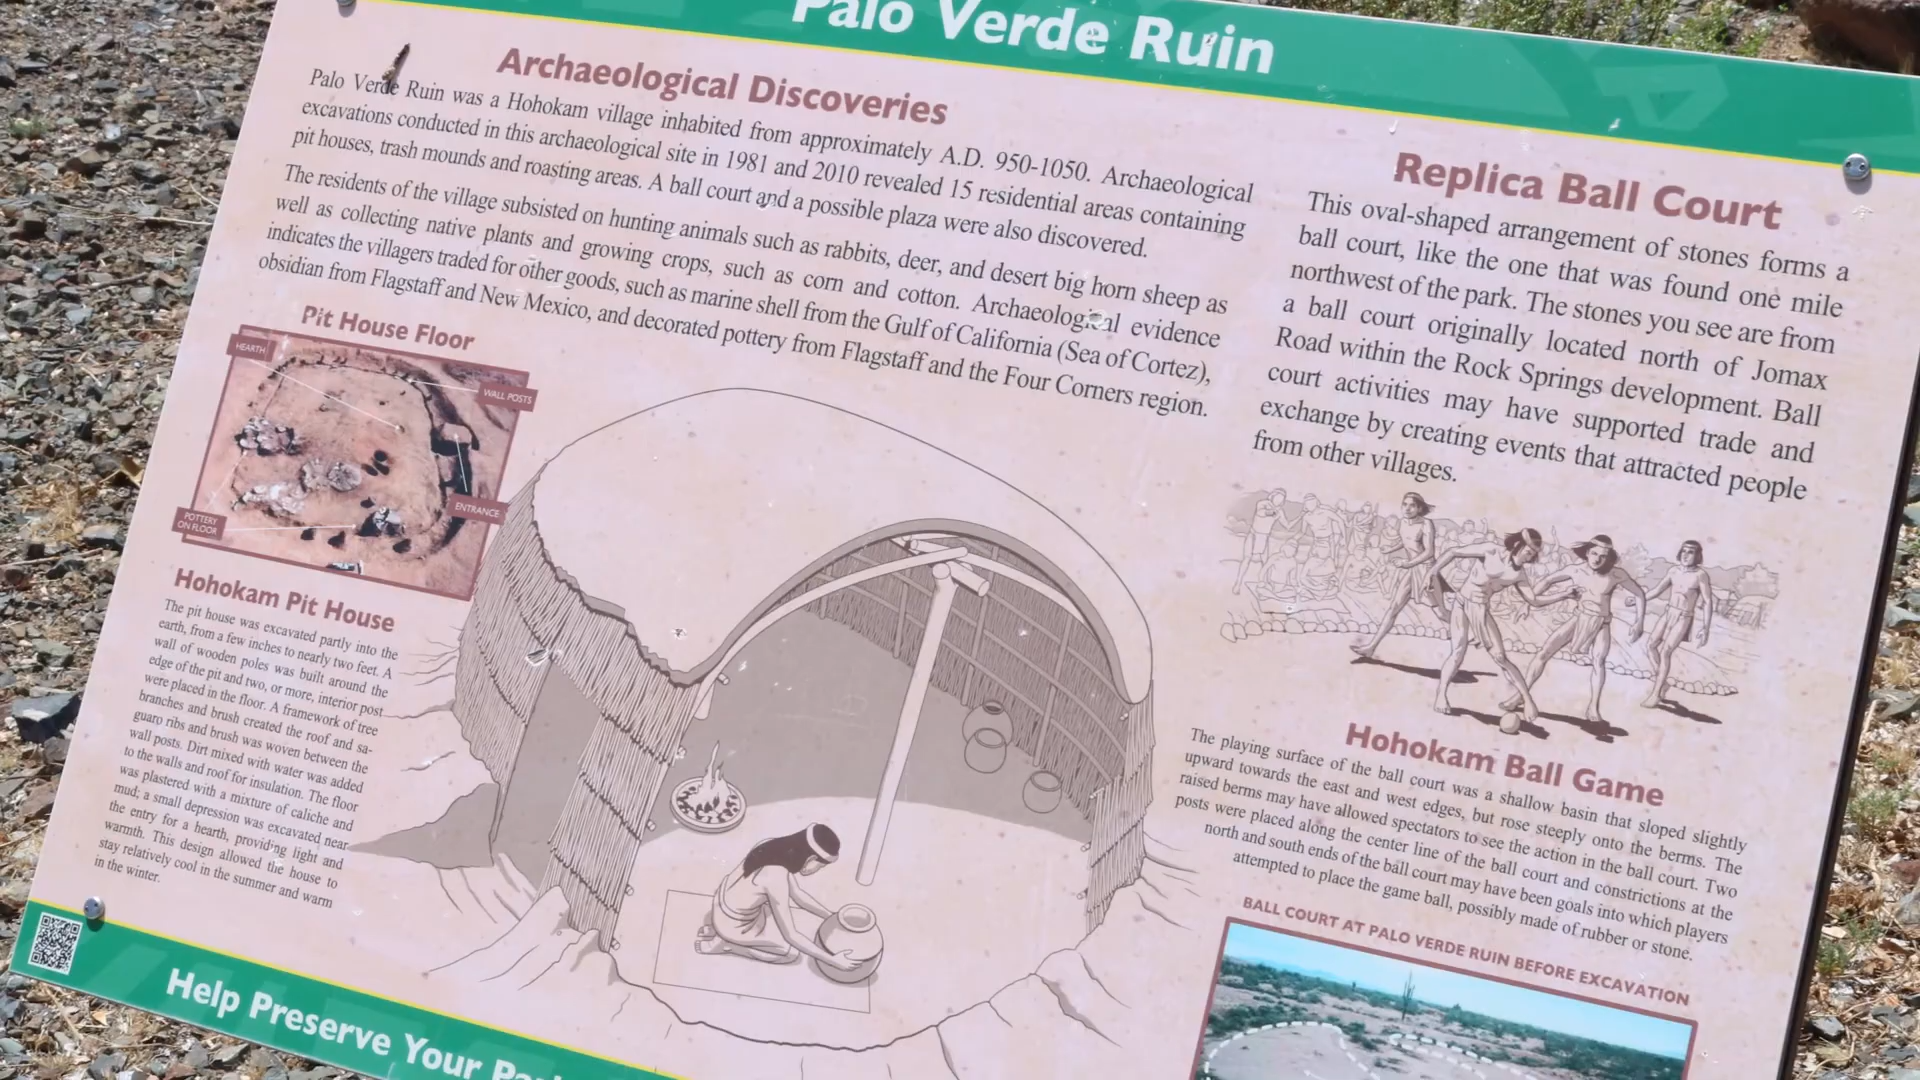 Palo Verde Ruin
Archaeological Discoveries
Palo Verde Ruin was a Hohokam village inhabited from approximately A.D. 950-1050. Archaeological
excavations conducted in this archaeological site in 1981 and 2010 revealed 15 residential areas containing
pit houses, trash mounds and roasting areas. A ball court and a possible plaza were also discovered.
The residents of the village subsisted on hunting animals such as rabbits, deer, and desert big horn sheep as
well as collecting native plants and growing crops, such as corn and cotton. Archaeological evidence
indicates the villagers traded for other goods, such as marine shell from the Gulf of California (Sea of Cortez),
obsidian from Flagstaff and New Mexico, and decorated pottery from Flagstaff and the Four Corners region.
Pit House Floor
HEARTH
WALL POSTS
ENTRANCE
POTTERY
ON FLOOR
Hohokam Pit House
The pit house was excavated partly into the
earth, from a few inches to nearly two feet. A
wall of wooden poles was built around the
edge of the pit and two, or more, interior post
were placed in the floor. A framework of tree
branches and brush created the roof and sa-
guaro ribs and brush was woven between the
wall posts. Dirt mixed with water was added
to the walls and roof for insulation. The floor
was plastered with a mixture of caliche and
mud; a small depression was excavated near
the entry for a hearth, providing light and
warmth. This design allowed the house to
stay relatively cool in the summer and warm
in the winter.
Replica Ball Court
This oval-shaped arrangement of stones forms a
ball court, like the one that was found one mile
northwest of the park. The stones you see are from
a ball court originally located north of Jomax
Road within the Rock Springs development. Ball
court activities may have supported trade and
exchange by creating events that attracted people
from other villages.
Hohokam Ball Game
The playing surface of the ball court was a shallow basin that sloped slightly
upward towards the east and west edges, but rose steeply onto the berms. The
raised berms may have allowed spectators to see the action in the ball court. Two
posts were placed along the center line of the ball court and constrictions at the
north and south ends of the ball court may have been goals into which players
attempted to place the game ball, possibly made of rubber or stone.
BALL COURT AT PALO VERDE RUIN BEFORE EXCAVATION
Help Preserve Your